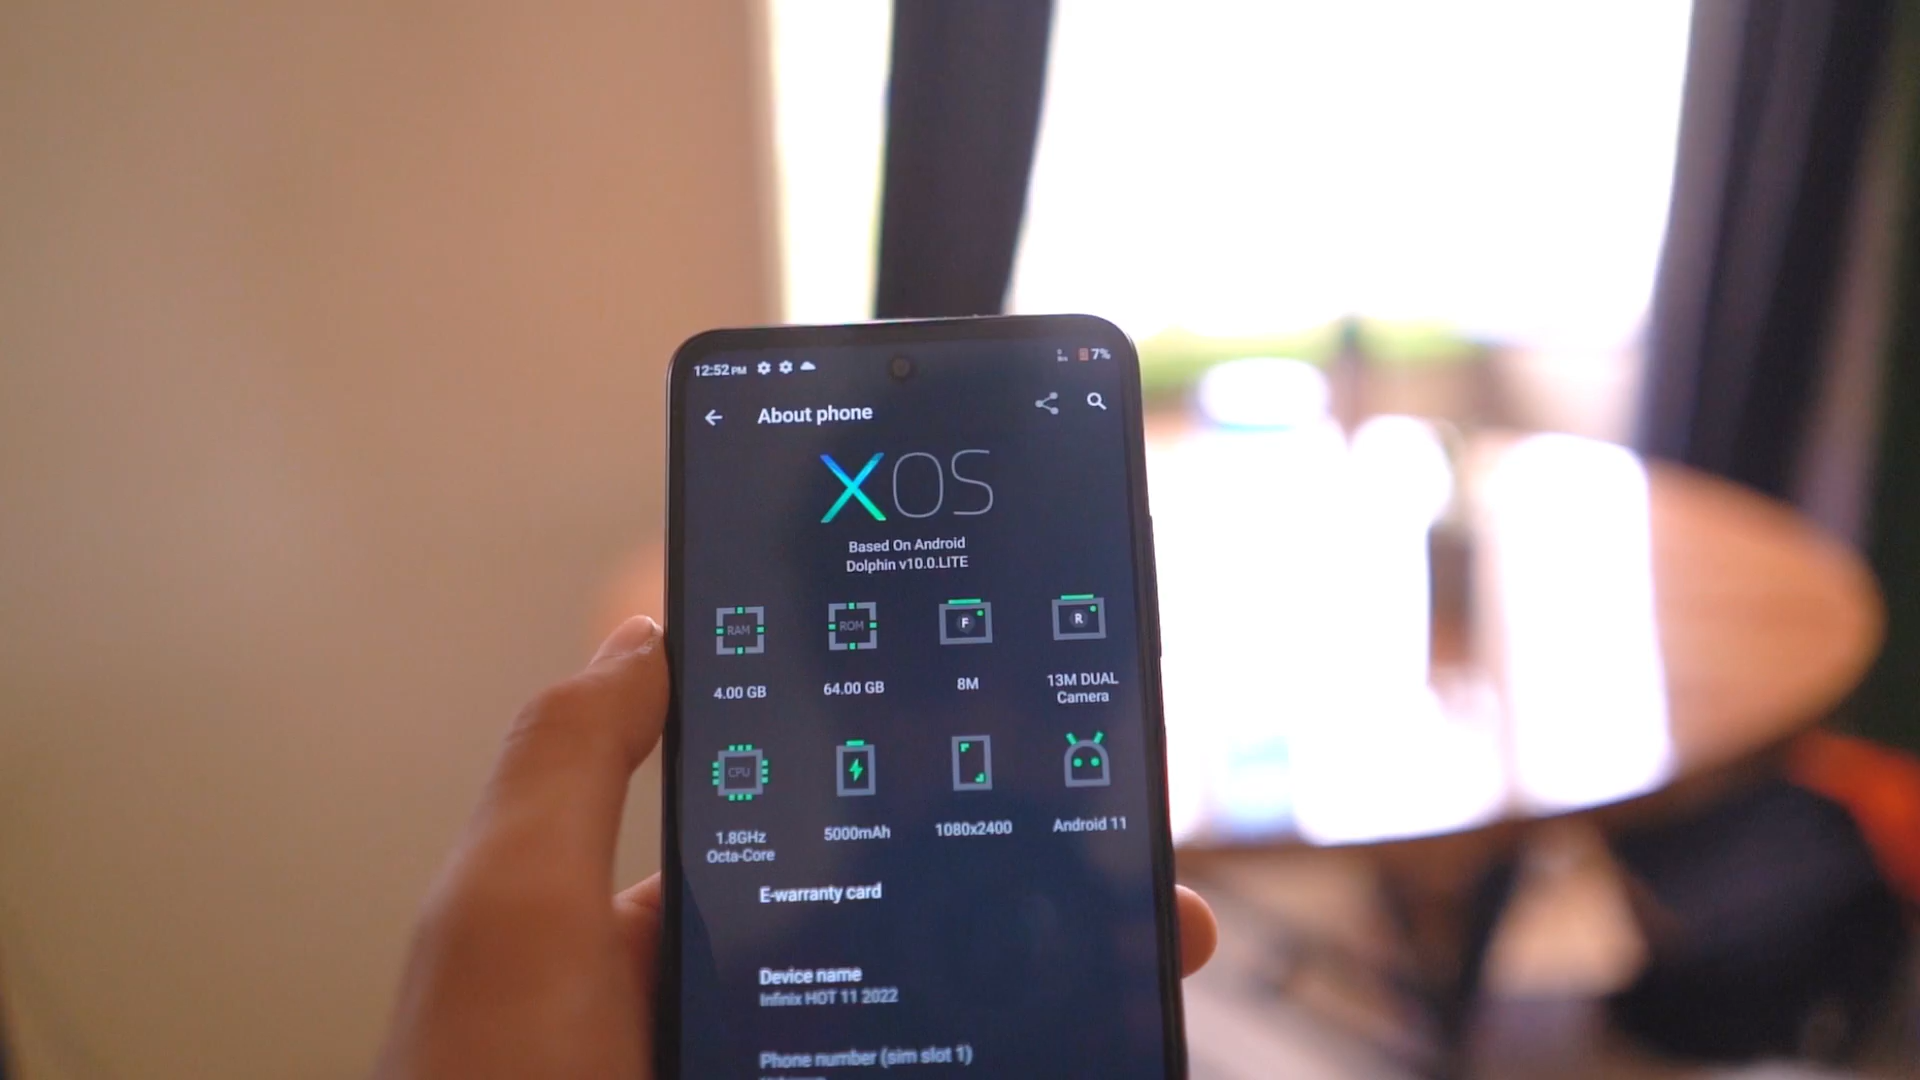 12:52 PM 7%
About phone
XOS
Based On Android
Dolphin v10.0.LITE
RAM ROM F R
4.00 GB 64.00 GB 8M 13M DUAL
Camera
CPU
1.8GHz 5000mAh 1080x2400 Android 11
Octa-Core
E-warranty card
Device name
Infinix HOT 11 2022
Phone number (sim slot 1)